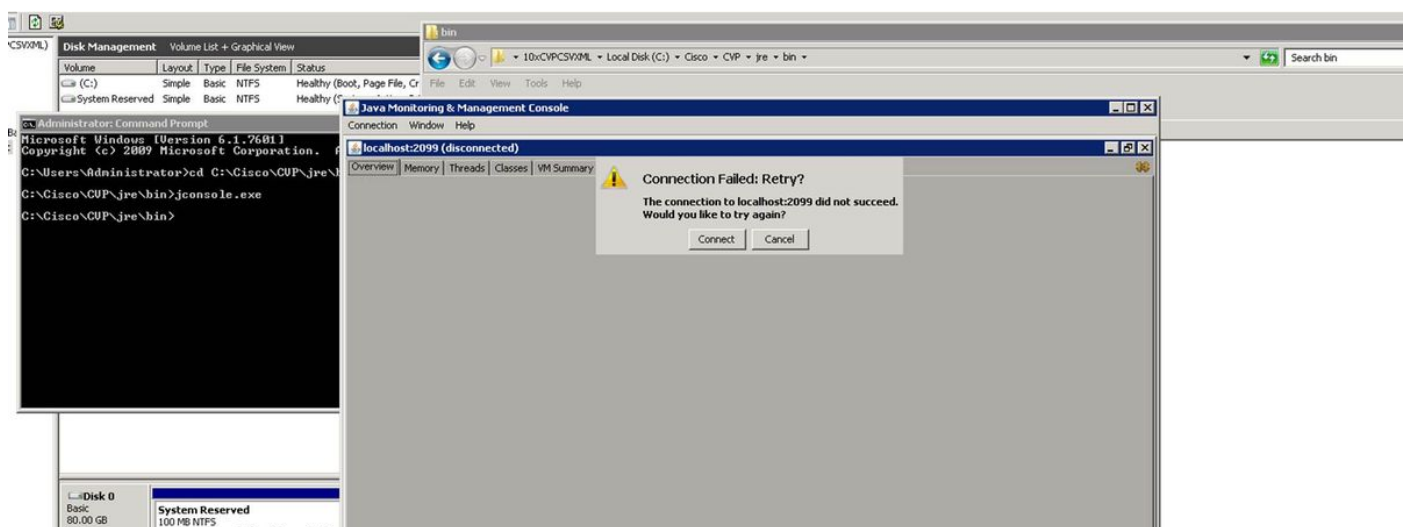 CSVXML)
Disk Management Volume List + Graphical View
Volume Layout Type File System Status
(C:) Simple Basic NTFS Healthy (Boot, Page File, Cr
System Reserved Simple Basic NTFS Healthy (S
bin
10xCVPCSVXML Local Disk (C:) Cisco CVP jre bin
Search bin
File Edit View Tools Help
Administrator: Command Prompt
Microsoft Windows [Version 6.1.7601]
Copyright (c) 2009 Microsoft Corporation.
C:\Users\Administrator>cd C:\Cisco\CVP\jre\b
C:\Cisco\CVP\jre\bin>jconsole.exe
C:\Cisco\CVP\jre\bin>
Java Monitoring & Management Console
Connection Window Help
localhost:2099 (disconnected)
Overview Memory Threads Classes VM Summary
Connection Failed: Retry?
The connection to localhost:2099 did not succeed.
Would you like to try again?
Connect Cancel
Disk 0
Basic
80.00 GB
System Reserved
100 MB NTFS